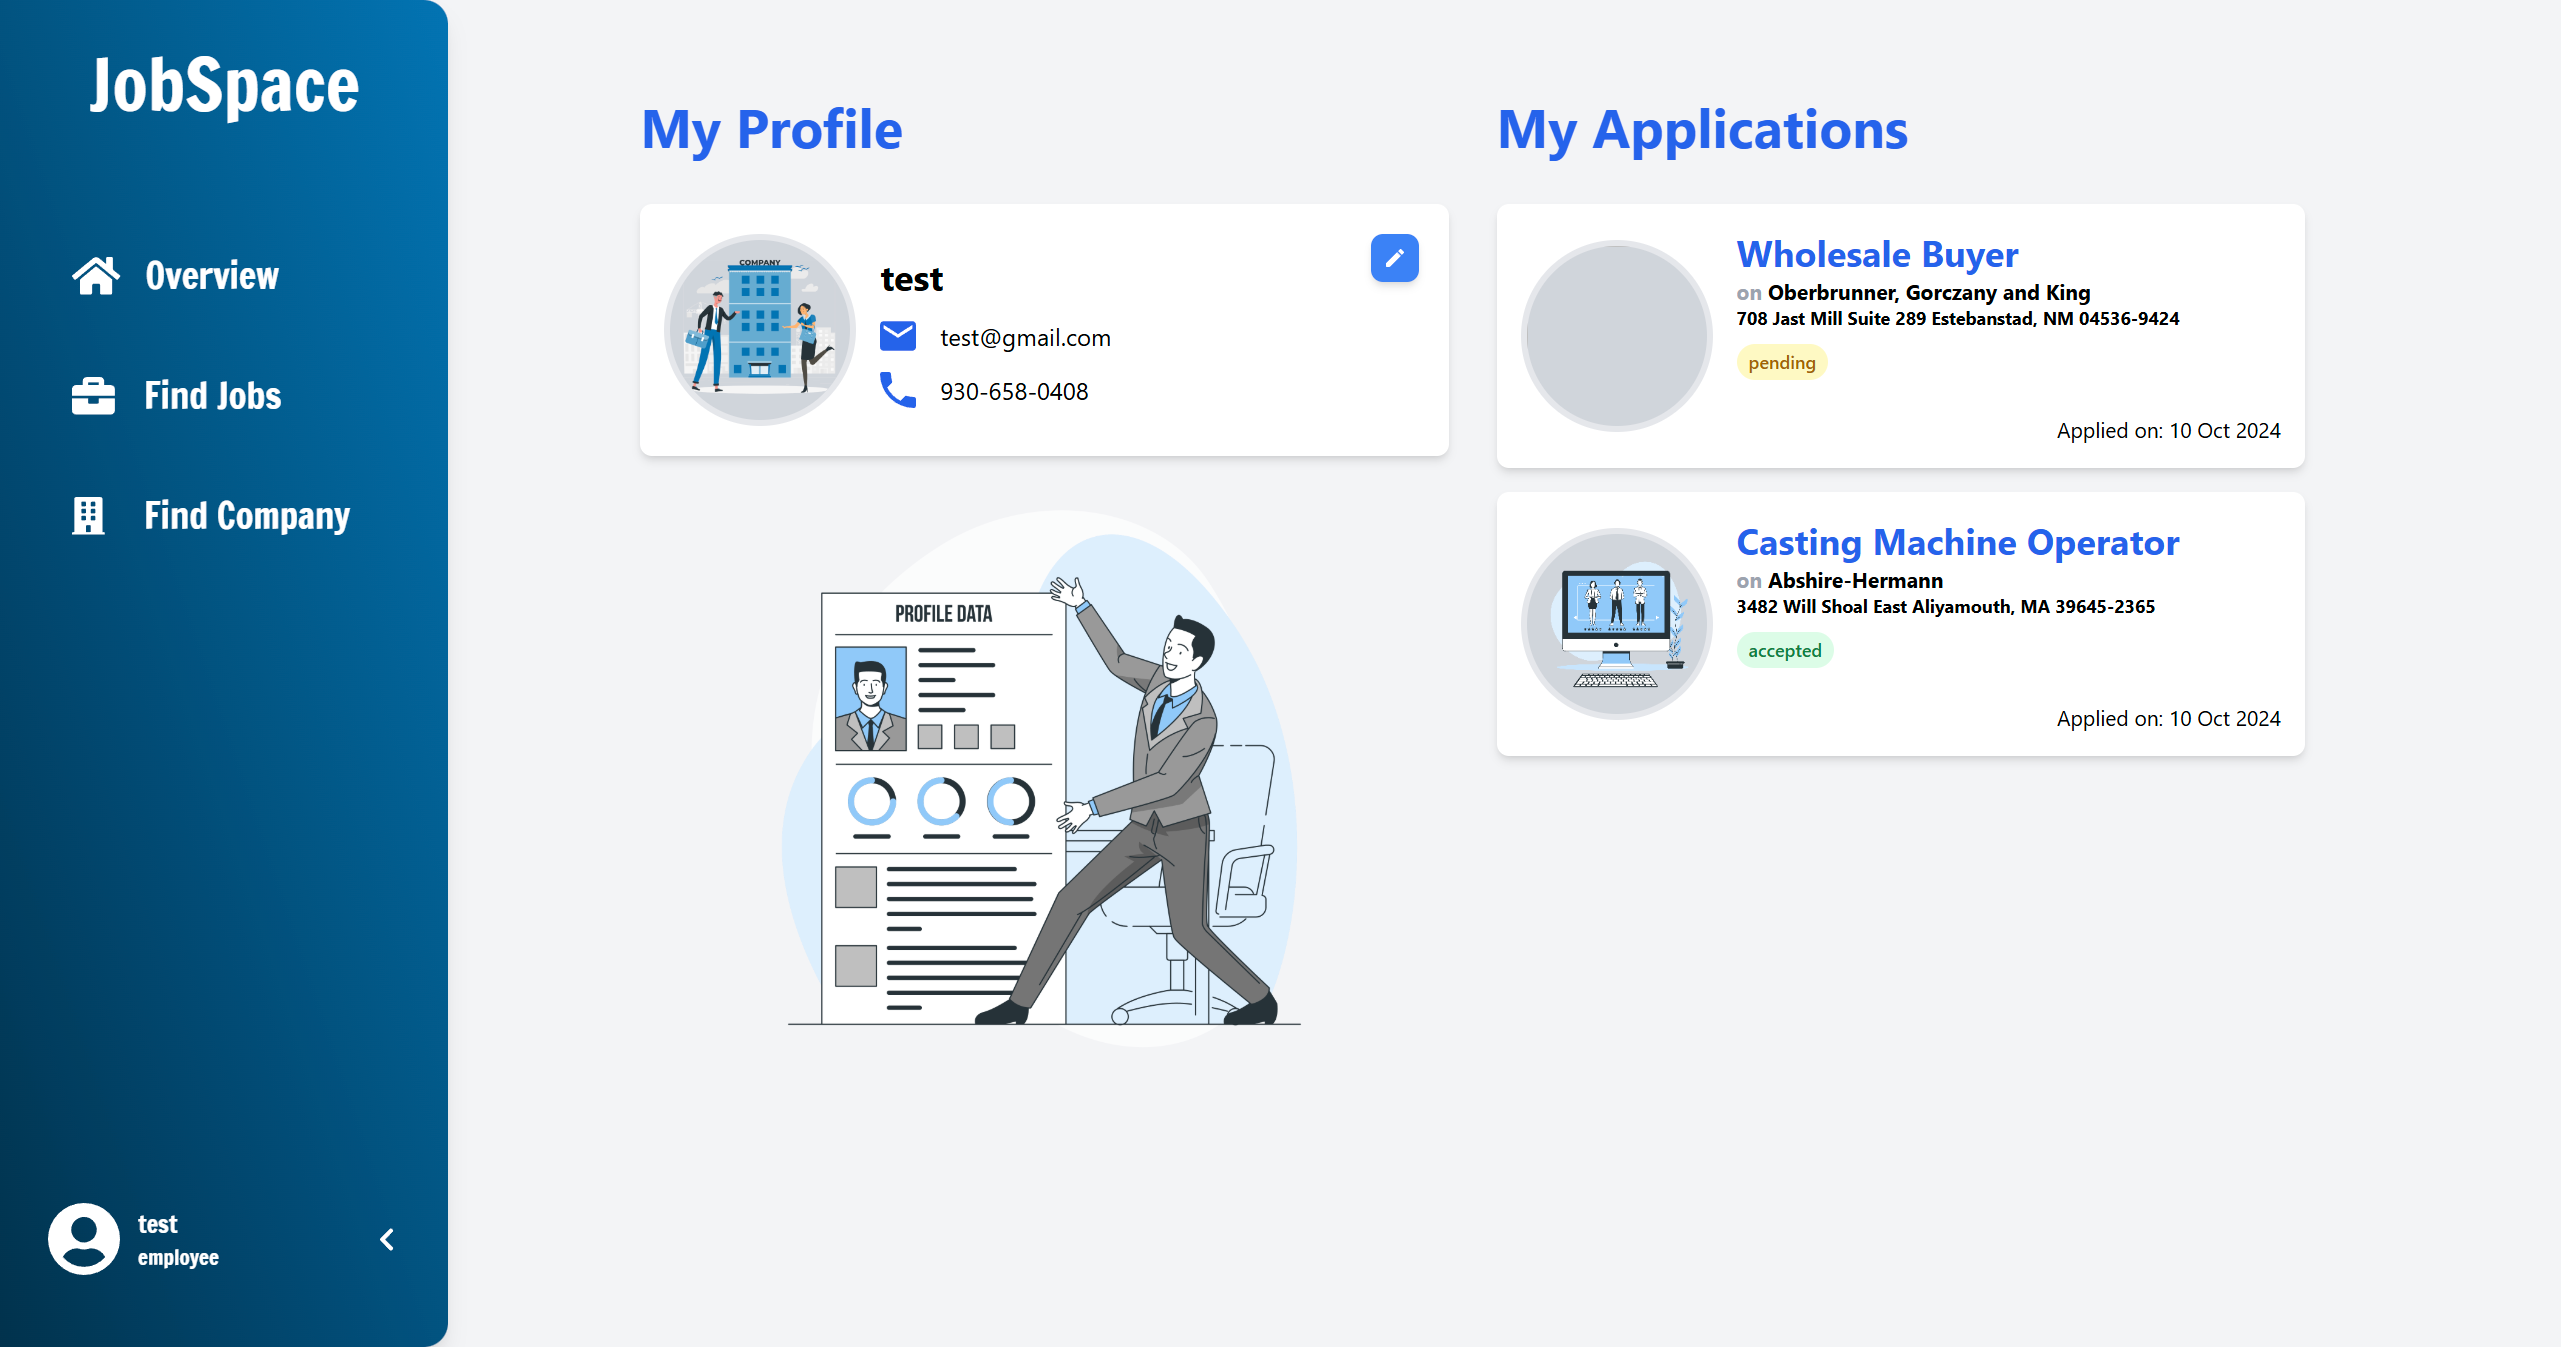 JobSpace
Overview
Find Jobs
Find Company
test
employee
My Profile
COMPANY
test
test@gmail.com
930-658-0408
PROFILE DATA
My Applications
Wholesale Buyer
on Oberbrunner, Gorczany and King
708 Jast Mill Suite 289 Estebanstad, NM 04536-9424
pending
Applied on: 10 Oct 2024
Casting Machine Operator
on Abshire-Hermann
3482 Will Shoal East Aliyamouth, MA 39645-2365
accepted
Applied on: 10 Oct 2024